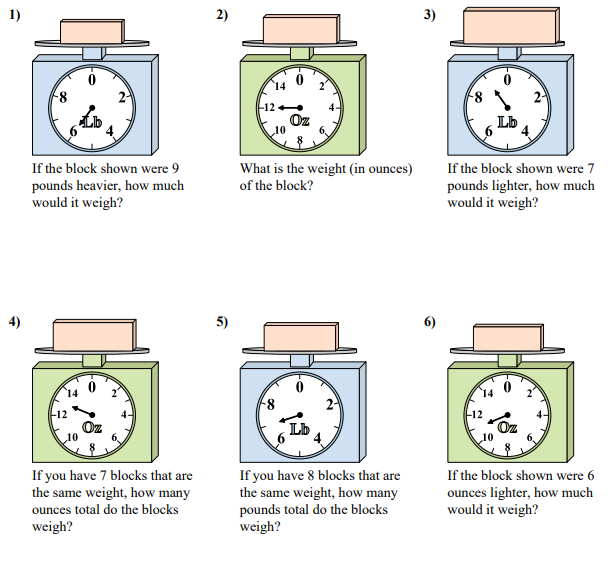 1)
0
2
4
6
8
Lb
If the block shown were 9
pounds heavier, how much
would it weigh?
2)
0
2
4
6
8
10
12
14
Oz
What is the weight (in ounces)
of the block?
3)
0
2
4
6
8
Lb
If the block shown were 7
pounds lighter, how much
would it weigh?
4)
0
2
4
6
8
10
12
14
Oz
If you have 7 blocks that are
the same weight, how many
ounces total do the blocks
weigh?
5)
0
2
4
6
8
Lb
If you have 8 blocks that are
the same weight, how many
pounds total do the blocks
weigh?
6)
0
2
4
6
8
10
12
14
Oz
If the block shown were 6
ounces lighter, how much
would it weigh?